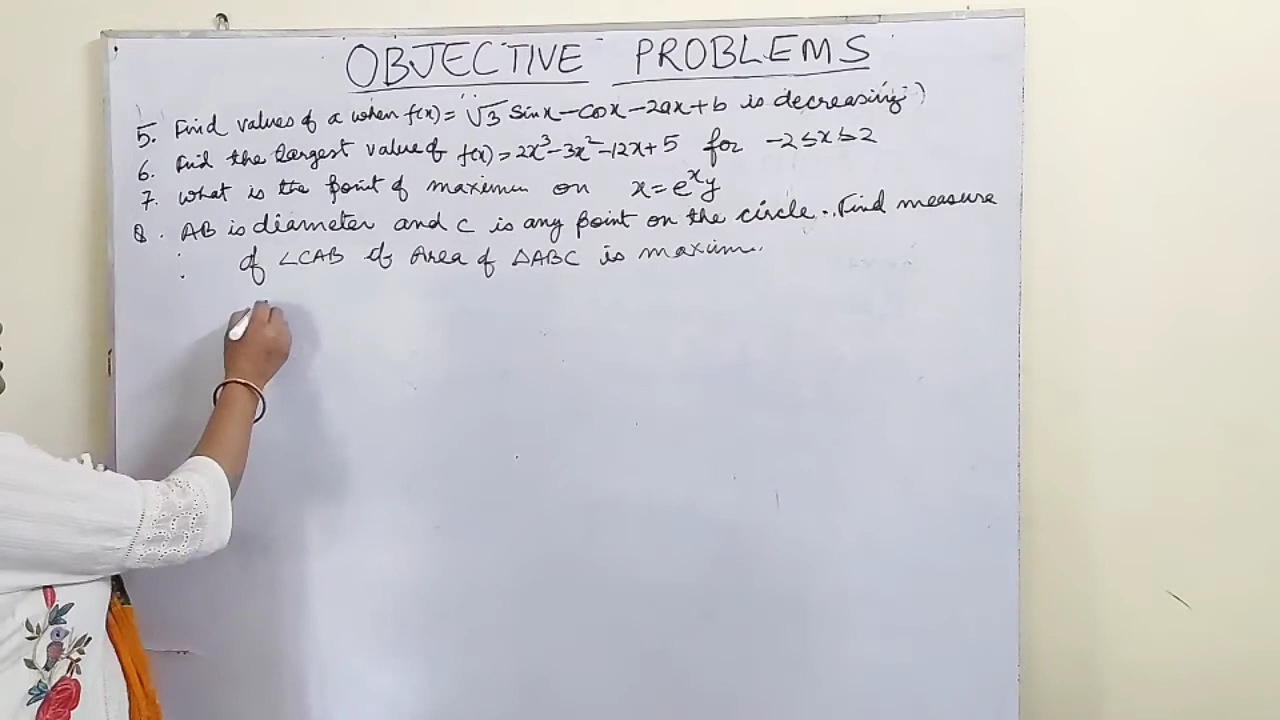 OBJECTIVE PROBLEMS
5. Find values of a when f(x) = √3 Sinx - cosx - 2ax + b is decreasing
6. Find the largest value of f(x) = 2x³ - 3x² - 12x + 5 for -2 ≤ x ≤ 2
7. What is the point of maximum on x = eˣy
8. AB is diameter and C is any point on the circle. Find measure
of ∠CAB if Area of △ABC is maxim.